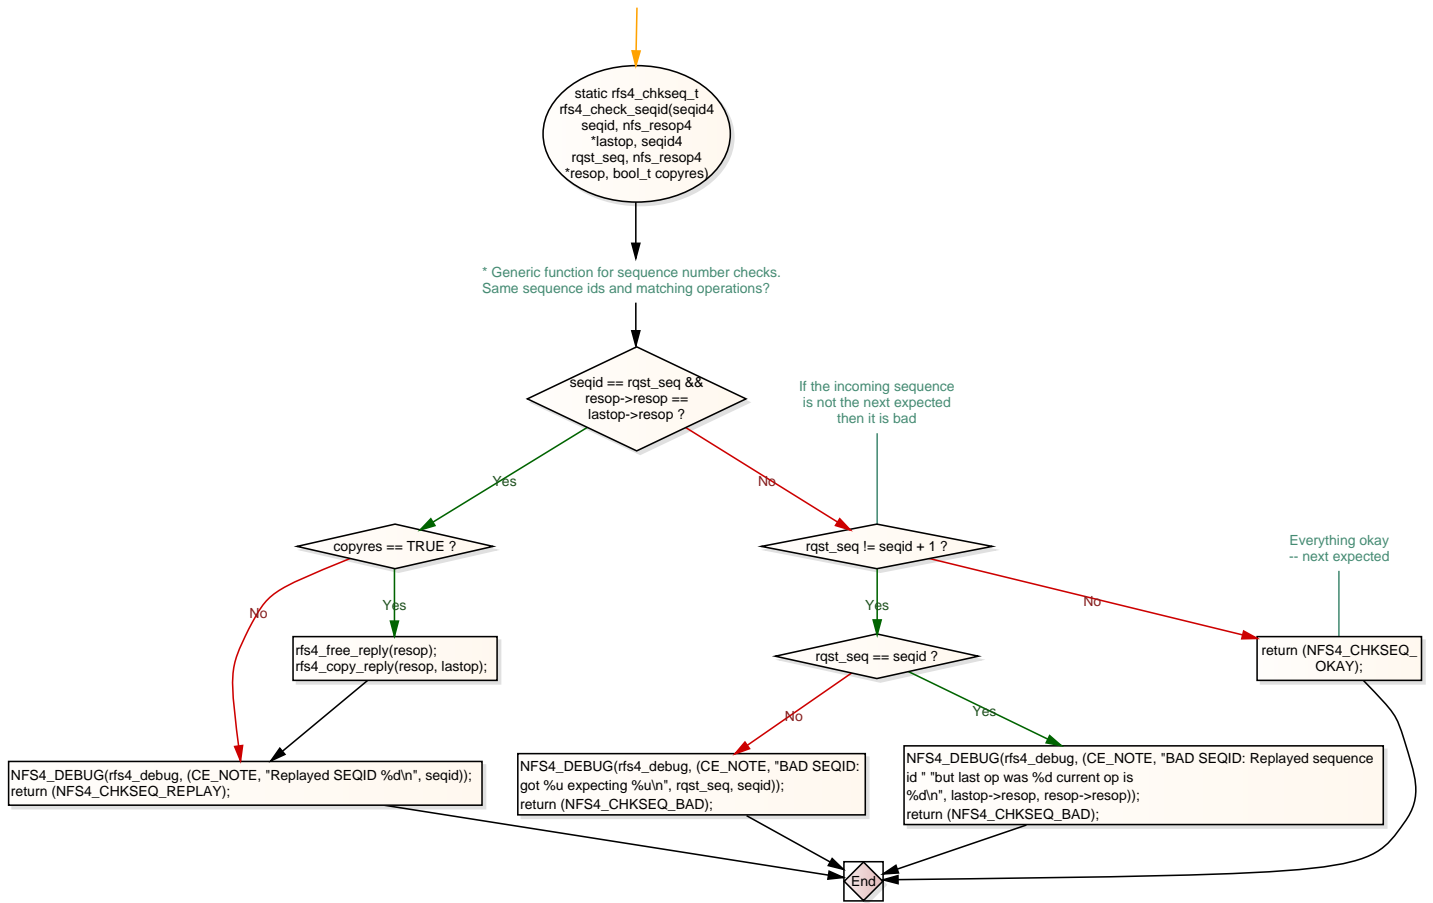 static rfs4_chkseq_t
rfs4_check_seqid(seqid4
seqid, nfs_resop4
*lastop, seqid4
rqst_seq, nfs_resop4
*resop, bool_t copyres)
* Generic function for sequence number checks.
Same sequence ids and matching operations?
seqid == rqst_seq &&
resop->resop ==
lastop->resop ?
If the incoming sequence
is not the next expected
then it is bad
Yes
No
copyres == TRUE ?
rqst_seq != seqid + 1 ?
Everything okay
-- next expected
No
Yes
Yes
No
rfs4_free_reply(resop);
rfs4_copy_reply(resop, lastop);
rqst_seq == seqid ?
return (NFS4_CHKSEQ_
OKAY);
No
Yes
NFS4_DEBUG(rfs4_debug, (CE_NOTE, "Replayed SEQID %d\n", seqid));
return (NFS4_CHKSEQ_REPLAY);
NFS4_DEBUG(rfs4_debug, (CE_NOTE, "BAD SEQID:
got %u expecting %u\n", rqst_seq, seqid));
return (NFS4_CHKSEQ_BAD);
NFS4_DEBUG(rfs4_debug, (CE_NOTE, "BAD SEQID: Replayed sequence
id " "but last op was %d current op is
%d\n", lastop->resop, resop->resop));
return (NFS4_CHKSEQ_BAD);
End